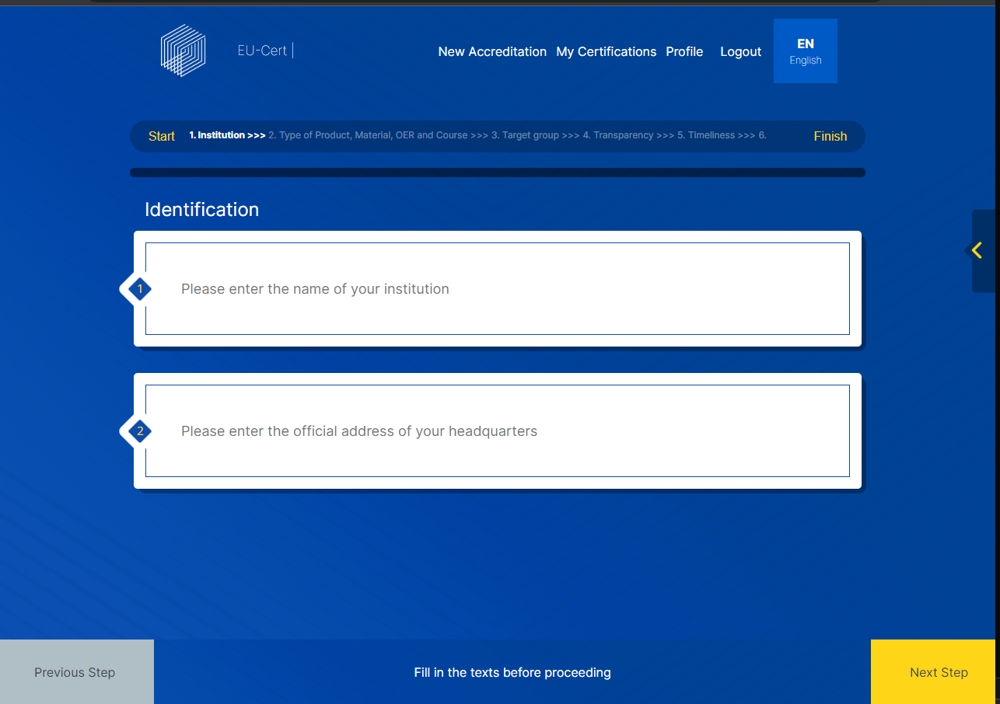 EU-Cert |
New Accreditation My Certifications Profile Logout
EN
English
Start 1. Institution >>> 2. Type of Product, Material, OER and Course >>> 3. Target group >>> 4. Transparency >>> 5. Timeliness >>> 6. Finish
Identification
1 Please enter the name of your institution
2 Please enter the official address of your headquarters
Previous Step Fill in the texts before proceeding Next Step